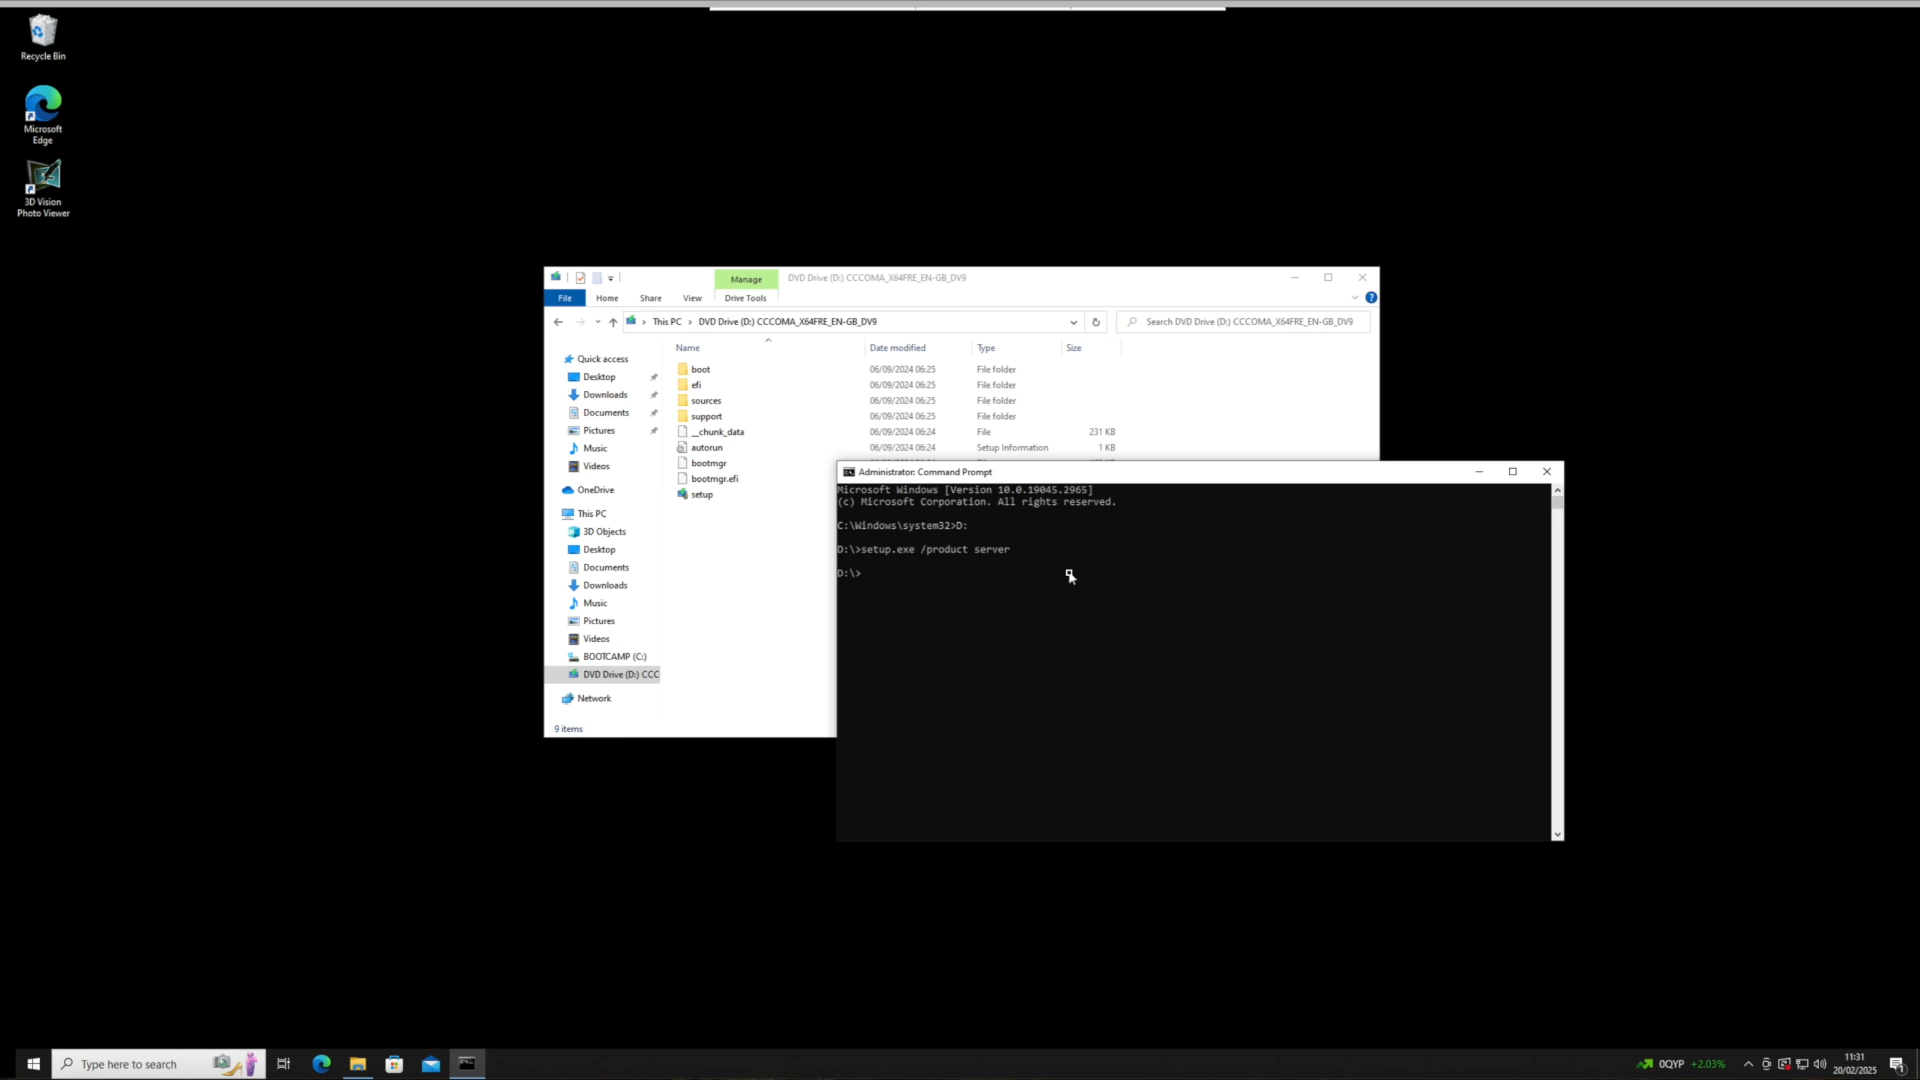 Recycle Bin
Microsoft
Edge
3D Vision
Photo Viewer
Manage
DVD Drive (D:) CCCOMA_X64FRE_EN-GB_DV9
File
Home
Share
View
Drive Tools
This PC
DVD Drive (D:) CCCOMA_X64FRE_EN-GB_DV9
Search DVD Drive (D:) CCCOMA_X64FRE_EN-GB_DV9
Quick access
Desktop
Downloads
Documents
Pictures
Music
Videos
OneDrive
This PC
3D Objects
Desktop
Documents
Downloads
Music
Pictures
Videos
BOOTCAMP (C:)
DVD Drive (D:) CCC
Network
9 items
Name Date modified Type Size
boot 06/09/2024 06:25 File folder
efi 06/09/2024 06:25 File folder
sources 06/09/2024 06:25 File folder
support 06/09/2024 06:25 File folder
__chunk_data 06/09/2024 06:24 File 231 KB
autorun 06/09/2024 06:24 Setup Information 1 KB
bootmgr
bootmgr.efi
setup
Administrator: Command Prompt
Microsoft Windows [Version 10.0.19045.2965]
(c) Microsoft Corporation. All rights reserved.
C:\Windows\system32>D:
D:\>setup.exe /product server
D:\>
Type here to search
0QYP +2.03%
11:31
20/02/2025
1